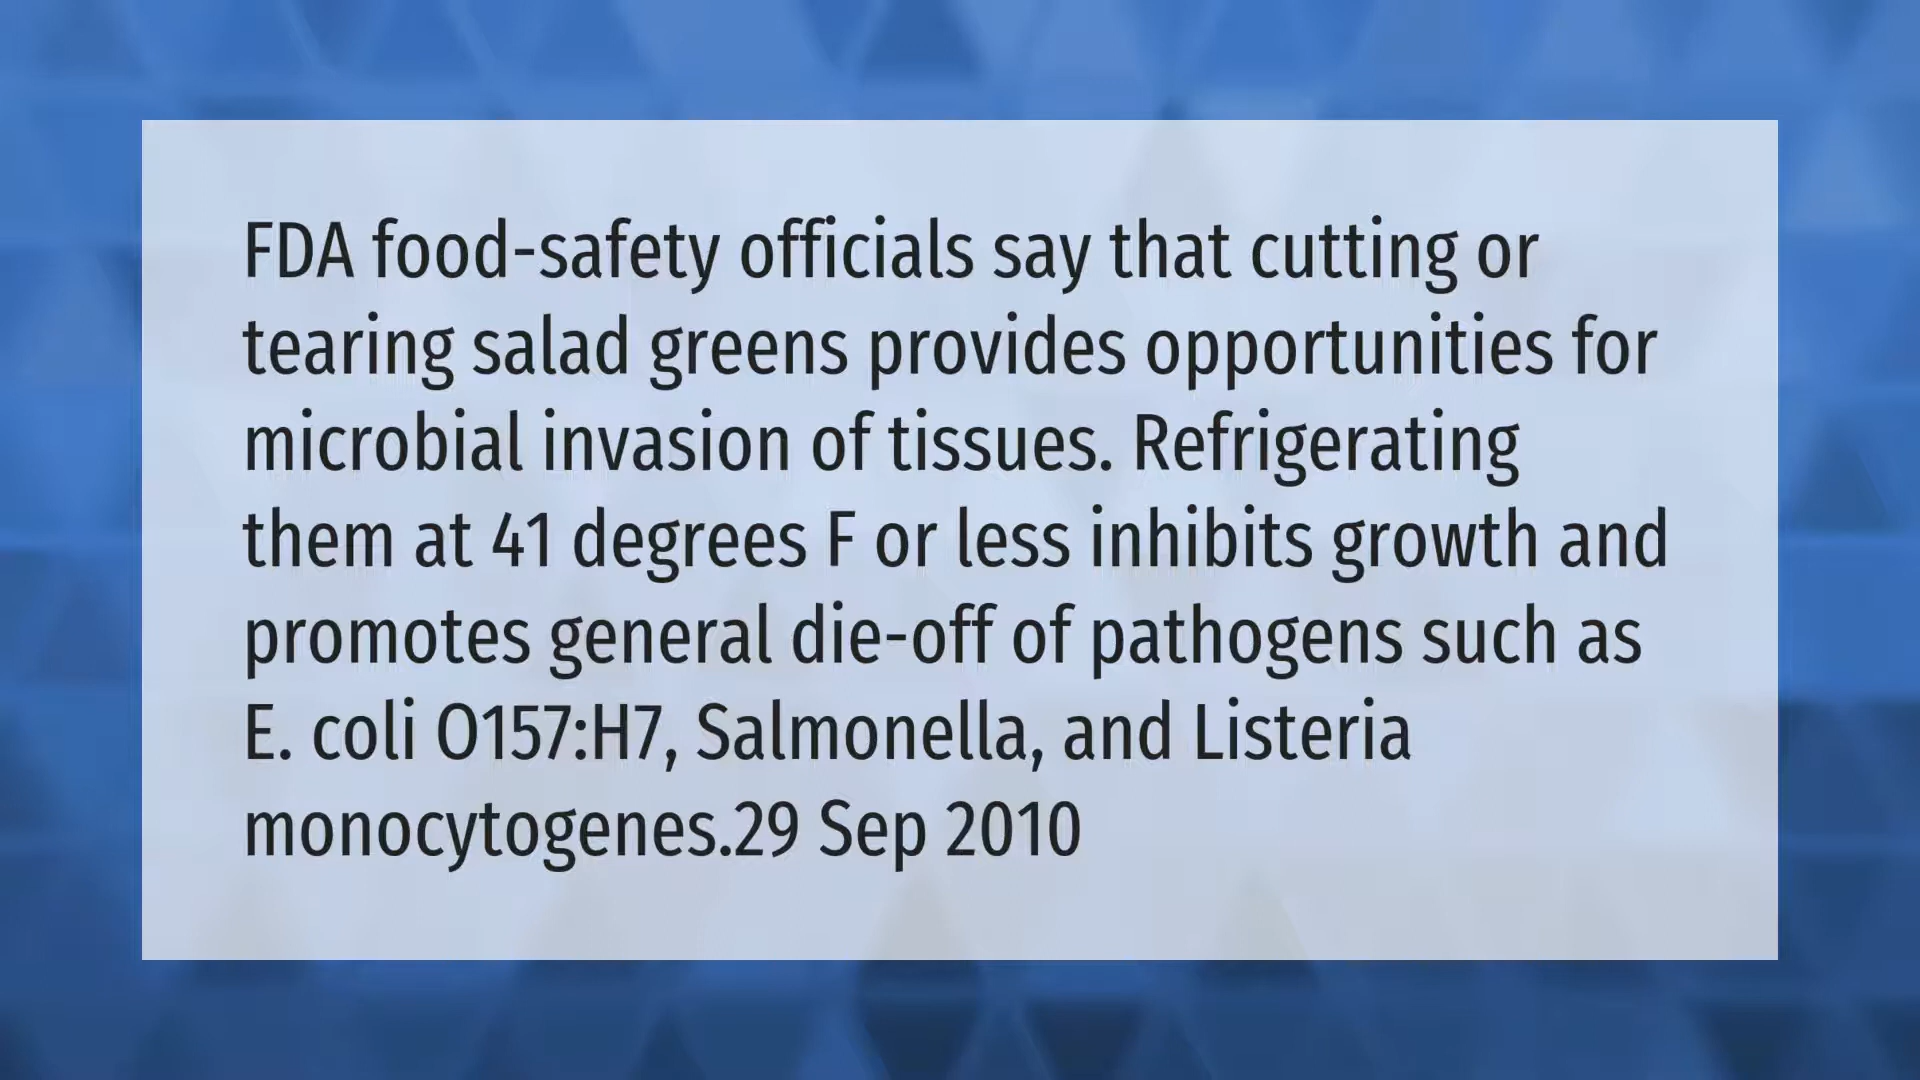 FDA food-safety officials say that cutting or
tearing salad greens provides opportunities for
microbial invasion of tissues. Refrigerating
them at 41 degrees F or less inhibits growth and
promotes general die-off of pathogens such as
E. coli O157:H7, Salmonella, and Listeria
monocytogenes.29 Sep 2010